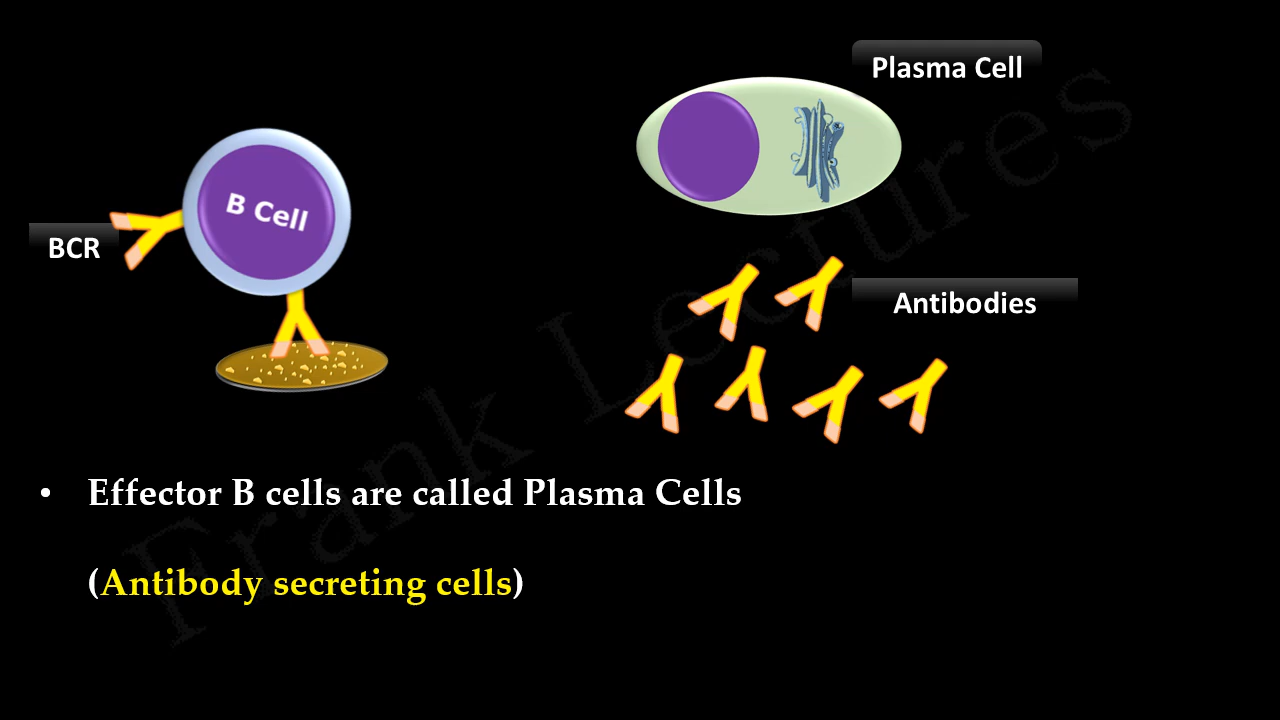 Plasma Cell
B Cell
BCR
Antibodies
• Effector B cells are called Plasma Cells
(Antibody secreting cells)
Frank Lectures